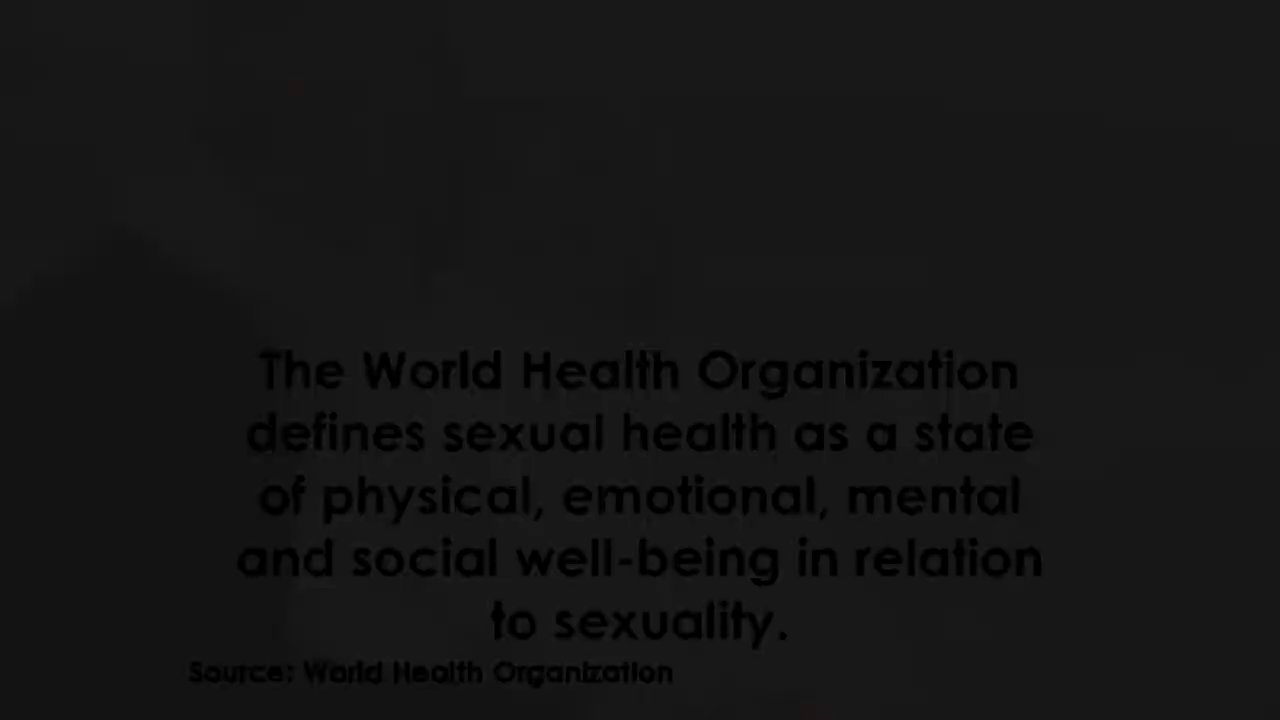 The World Health Organization
defines sexual health as a state
of physical, emotional, mental
and social well-being in relation
to sexuality.
Source: World Health Organization